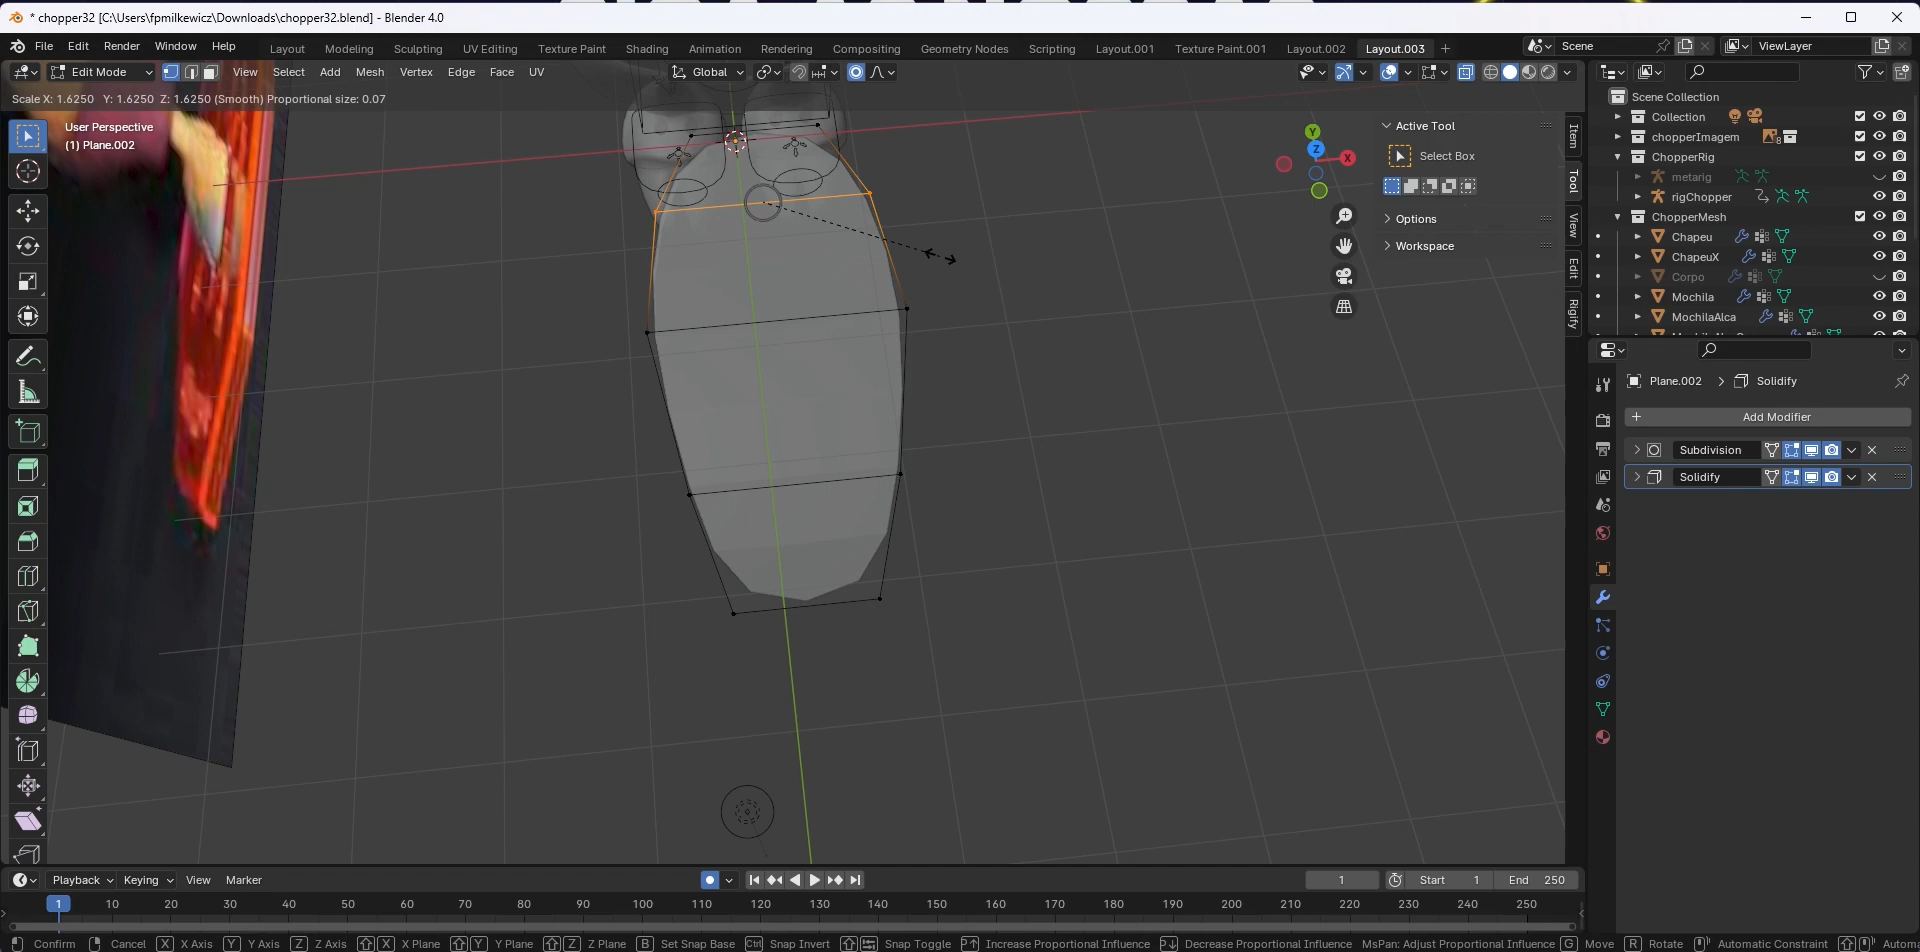 * chopper32 [C:\Users\fpmilkewicz\Downloads\chopper32.blend] - Blender 4.0
File Edit Render Window Help Layout Modeling Sculpting UV Editing Texture Paint Shading Animation Rendering Compositing Geometry Nodes Scripting Layout.001 Texture Paint.001 Layout.002 Layout.003 + Scene ViewLayer
Edit Mode View Select Add Mesh Vertex Edge Face UV Global
Scale X: 1.6250 Y: 1.6250 Z: 1.6250 (Smooth) Proportional size: 0.07
User Perspective
(1) Plane.002
Y
Z
X
Active Tool
Select Box
Options
Workspace
Item
Tool
View
Edit
Rigify
Scene Collection
Collection
chopperImagem
ChopperRig
metarig
rigChopper
ChopperMesh
Chapeu
ChapeuX
Corpo
Mochila
MochilaAlca
Plane.002 > Solidify
+ Add Modifier
Subdivision
Solidify
Playback Keying View Marker 1 Start 1 End 250
1 10 20 30 40 50 60 70 80 90 100 110 120 130 140 150 160 170 180 190 200 210 220 230 240 250
Confirm Cancel X X Axis Y Y Axis Z Z Axis X X Plane Y Y Plane Z Z Plane B Set Snap Base Ctrl Snap Invert Snap Toggle P↑ Increase Proportional Influence P↓ Decrease Proportional Influence MsPan: Adjust Proportional Influence G Move R Rotate Automatic Constraint